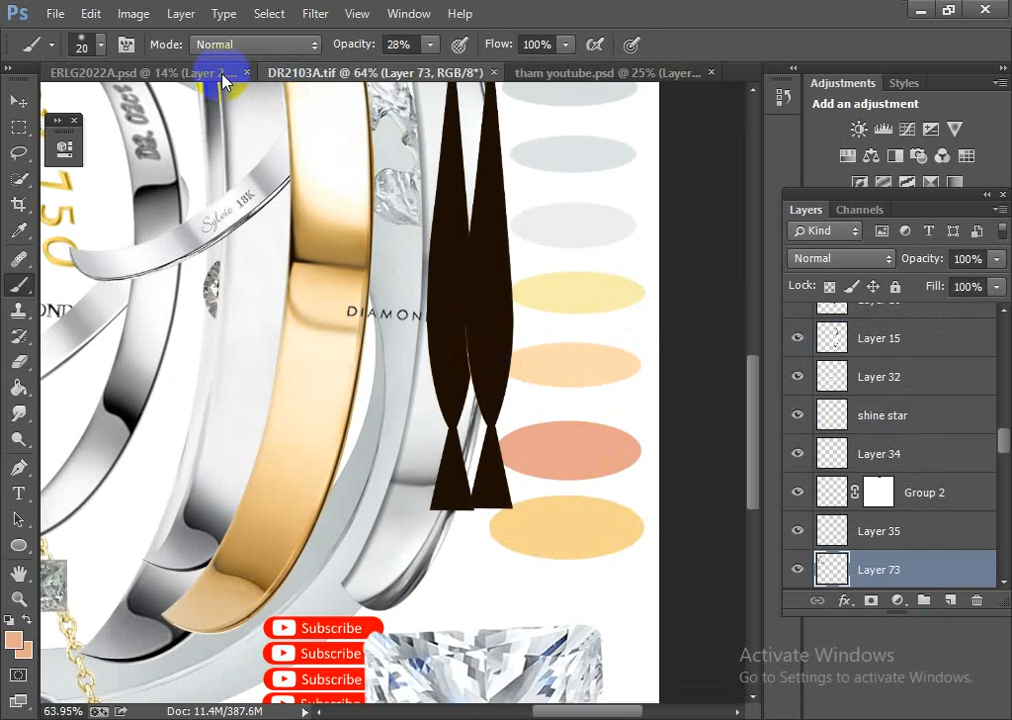 Ps File Edit Image Layer Type Select Filter View Window Help
20 Mode: Normal Opacity: 28% Flow: 100%
ERLG2022A.psd @ 14% (Layer 2... × DR2103A.tif @ 64% (Layer 73, RGB/8*) × tham youtube.psd @ 25% (Layer... ×
Adjustments Styles
Add an adjustment
750
Sylvie 18K
DIAMON
Layers Channels
Kind
Normal Opacity: 100%
Lock: Fill: 100%
Layer 15
Layer 32
shine star
Layer 34
Group 2
Layer 35
Layer 73
Subscribe
Subscribe
Subscribe
Activate Windows
Go to Settings to activate Windows.
63.95% Doc: 11.4M/387.6M